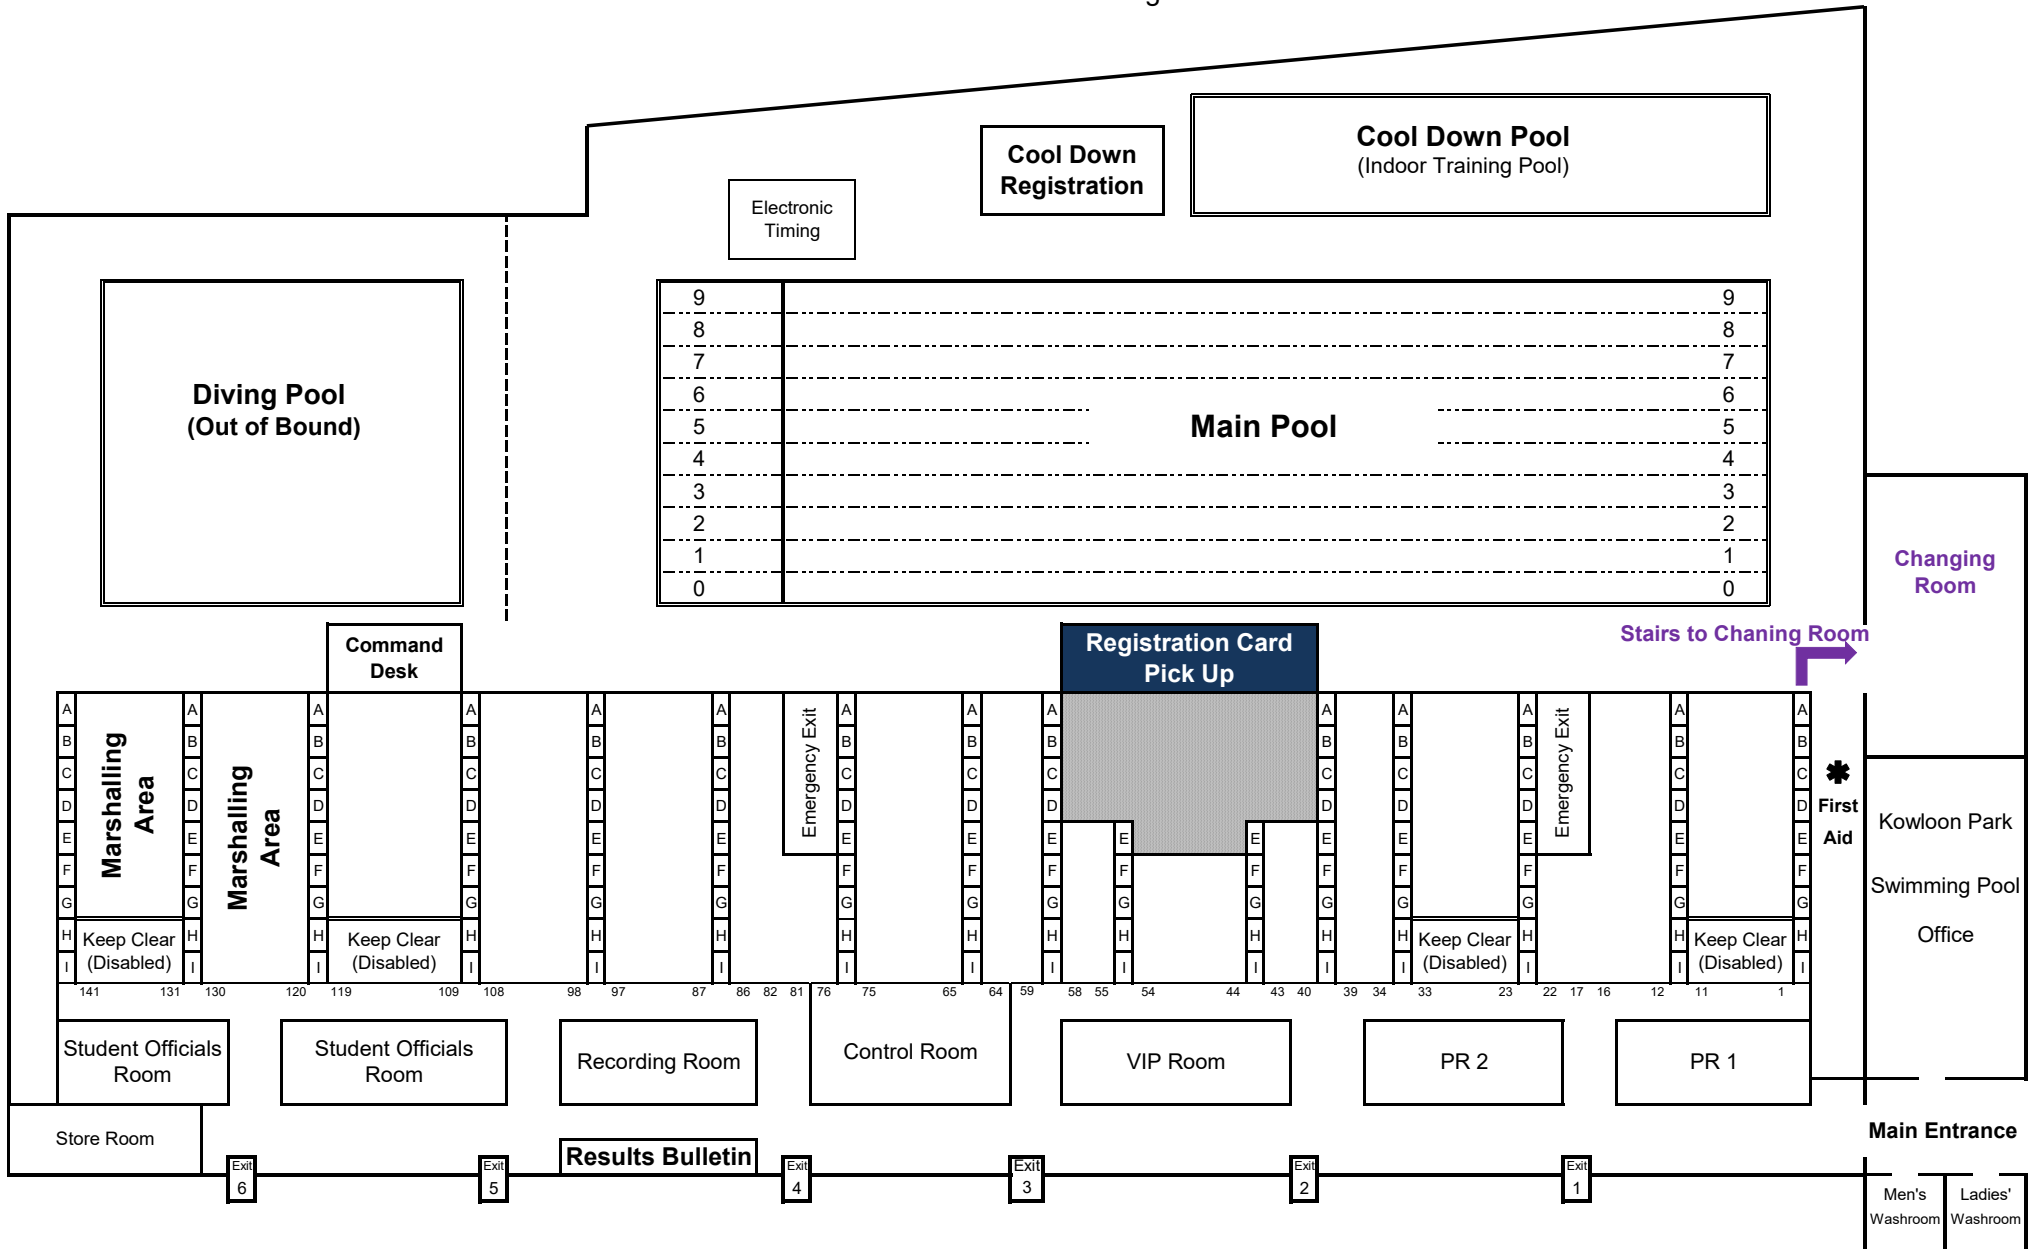 g
Cool Down Pool
(Indoor Training Pool)
Cool Down
Registration
Electronic
Timing
9 9
8 8
7 7
6 6
5 5
4 4
3 3
2 2
1 1
0 0
Main Pool
Diving Pool
(Out of Bound)
Changing
Room
Stairs to Chaning Room
Command
Desk
Registration Card
Pick Up
A A A A A A A A A A A A A A
B B B B B B B B B B B B B B
C C C C C C C C C C C C C C
D D D D D D D D D D D D D D
E E E E E E E E E E E E E E E E
F F F F F F F F F F F F F F F F
G G G G G G G G G G G G G G G G
H H H H H H H H H H H H H H H H
I I I I I I I I I I I I I I I I
Marshalling
Area
Marshalling
Area
Emergency Exit
Emergency Exit
✱
First
Aid
Kowloon Park
Swimming Pool
Office
Keep Clear
(Disabled)
Keep Clear
(Disabled)
Keep Clear
(Disabled)
Keep Clear
(Disabled)
141 131 130 120 119 109 108 98 97 87 86 82 81 76 75 65 64 59 58 55 54 44 43 40 39 34 33 23 22 17 16 12 11 1
Student Officials
Room
Student Officials
Room
Recording Room
Control Room
VIP Room
PR 2
PR 1
Store Room
Results Bulletin
Main Entrance
Exit
6
Exit
5
Exit
4
Exit
3
Exit
2
Exit
1
Men's
Washroom
Ladies'
Washroom